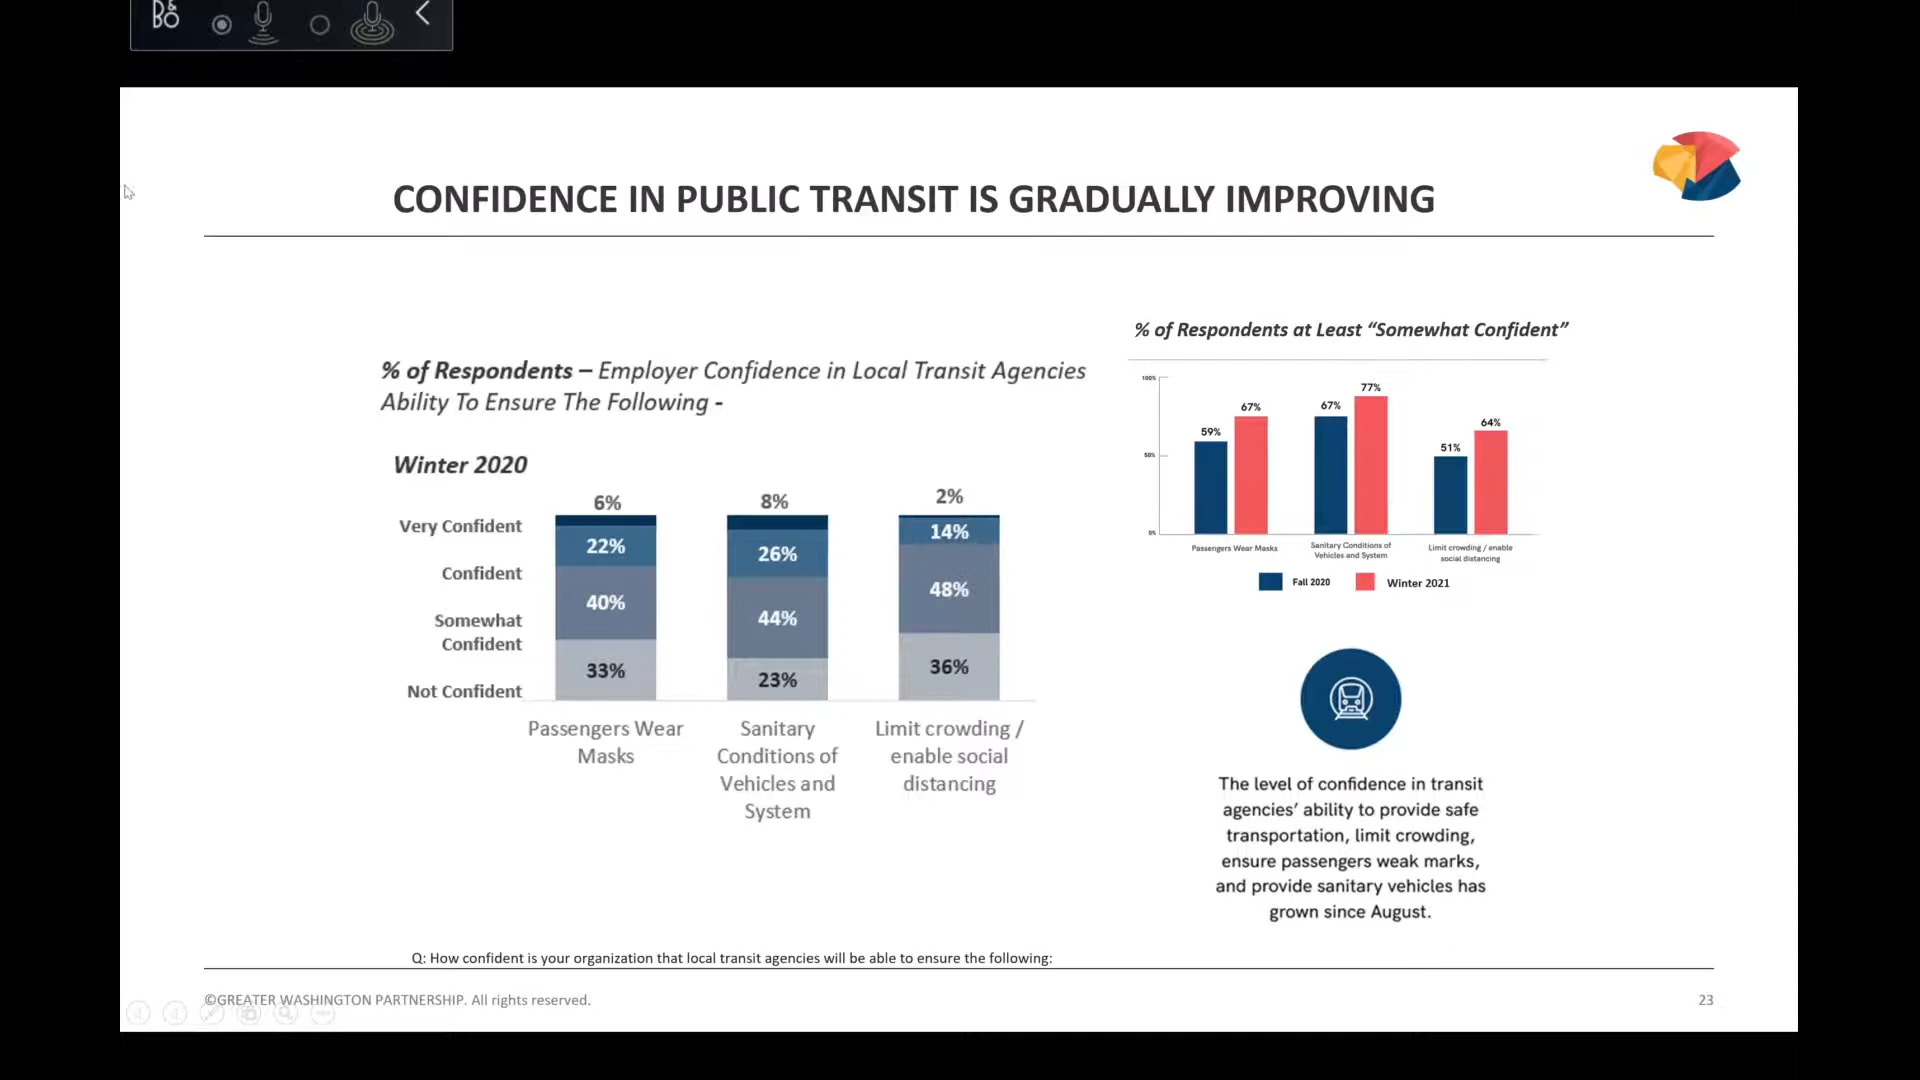 B&O
CONFIDENCE IN PUBLIC TRANSIT IS GRADUALLY IMPROVING
% of Respondents – Employer Confidence in Local Transit Agencies
Ability To Ensure The Following -
Winter 2020
6%
8%
2%
Very Confident
Confident
Somewhat
Confident
Not Confident
22%
26%
14%
40%
44%
48%
33%
23%
36%
Passengers Wear
Masks
Sanitary
Conditions of
Vehicles and
System
Limit crowding /
enable social
distancing
% of Respondents at Least “Somewhat Confident”
100%
50%
0%
59%
67%
67%
77%
51%
64%
Passengers Wear Masks
Sanitary Conditions of
Vehicles and System
Limit crowding / enable
social distancing
Fall 2020
Winter 2021
The level of confidence in transit
agencies’ ability to provide safe
transportation, limit crowding,
ensure passengers weak marks,
and provide sanitary vehicles has
grown since August.
Q: How confident is your organization that local transit agencies will be able to ensure the following:
©GREATER WASHINGTON PARTNERSHIP. All rights reserved.
23